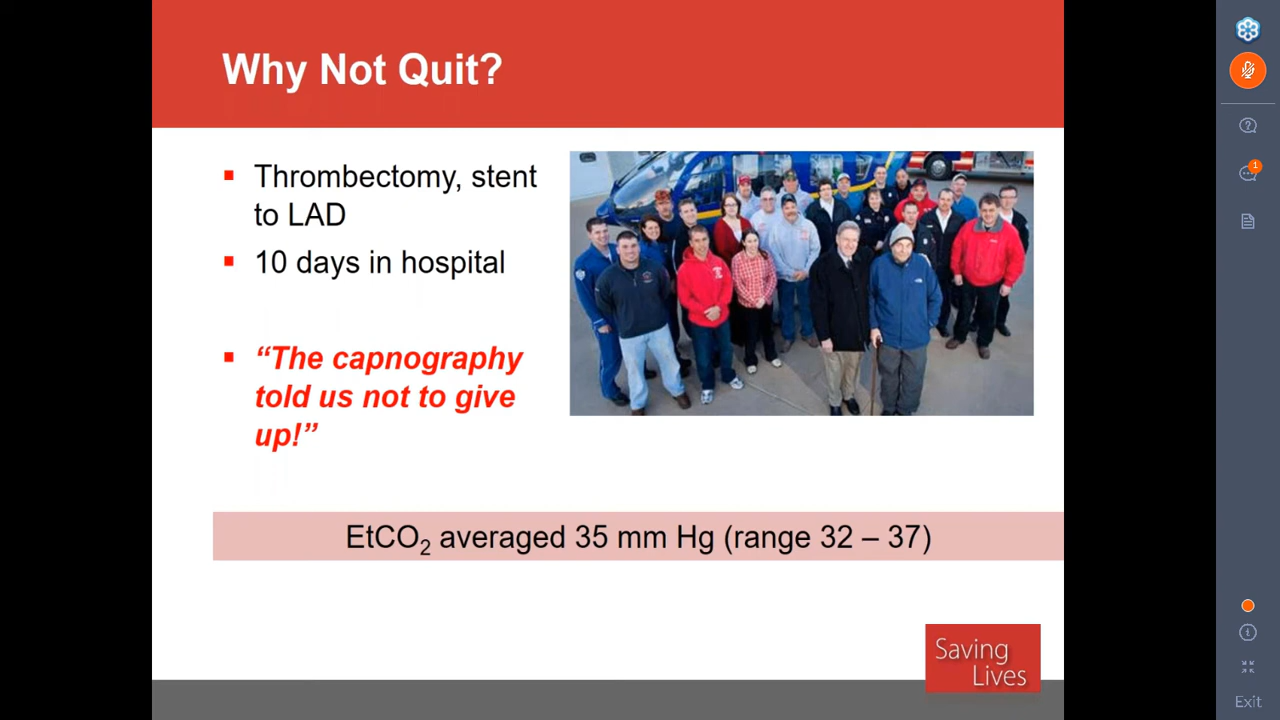 Why Not Quit?
▪ Thrombectomy, stent
to LAD
▪ 10 days in hospital
▪ “The capnography
told us not to give
up!”
EtCO₂ averaged 35 mm Hg (range 32 – 37)
Saving
Lives
1
Exit